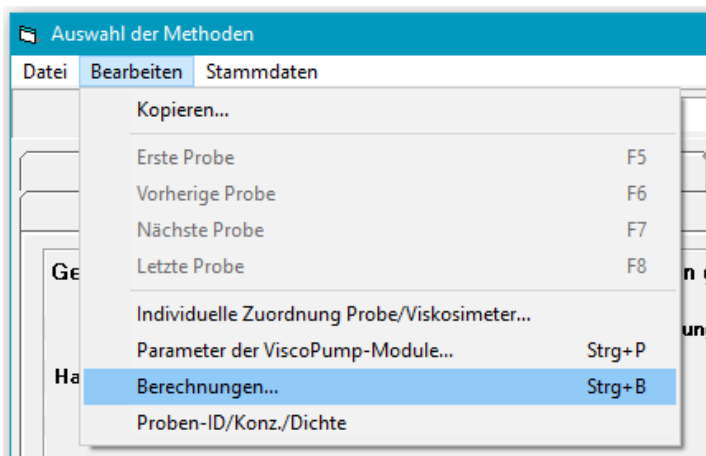 Auswahl der Methoden
Datei Bearbeiten Stammdaten
Kopieren...
Erste Probe F5
Vorherige Probe F6
Nächste Probe F7
Letzte Probe F8
Individuelle Zuordnung Probe/Viskosimeter...
Parameter der ViscoPump-Module... Strg+P
Berechnungen... Strg+B
Proben-ID/Konz./Dichte